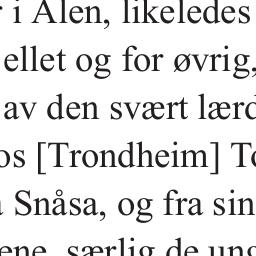 i Ålen, likeledes
ellet og for øvrig,
av den svært lærd
os [Trondheim] To
Snåsa, og fra sin
ene, særlig de ung